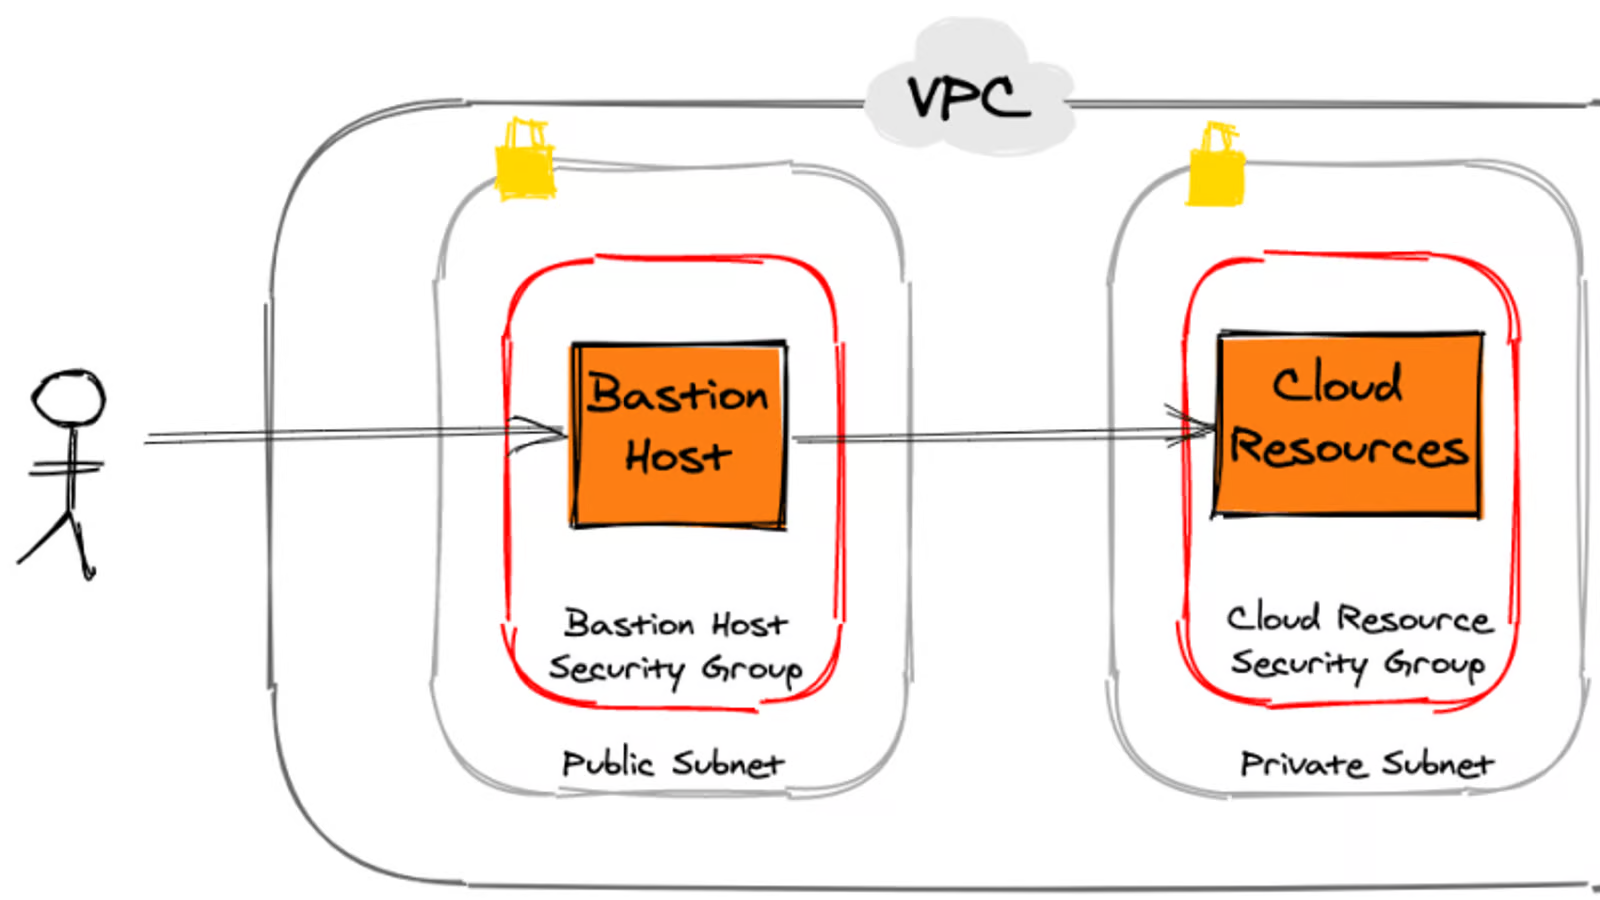 VPC
Bastion
Host
Cloud
Resources
Bastion Host
Security Group
Cloud Resource
Security Group
Public Subnet
Private Subnet